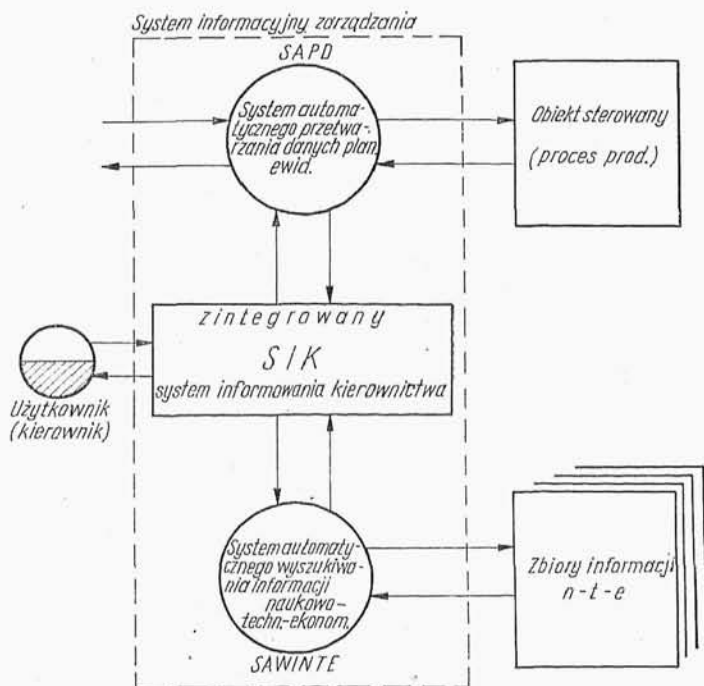 System informacyjny zarządzania
SAPD
System automa-
tycznego przetwa-
rzania danych plan.
ewid.
Obiekt sterowany
(proces prod.)
zintegrowany
SIK
system informowania kierownictwa
Użytkownik
(kierownik)
System automaty-
cznego wyszukiwa-
nia informacji
naukowo-
techn.-ekonom.
SAWINTE
Zbiory informacji
n-t-e